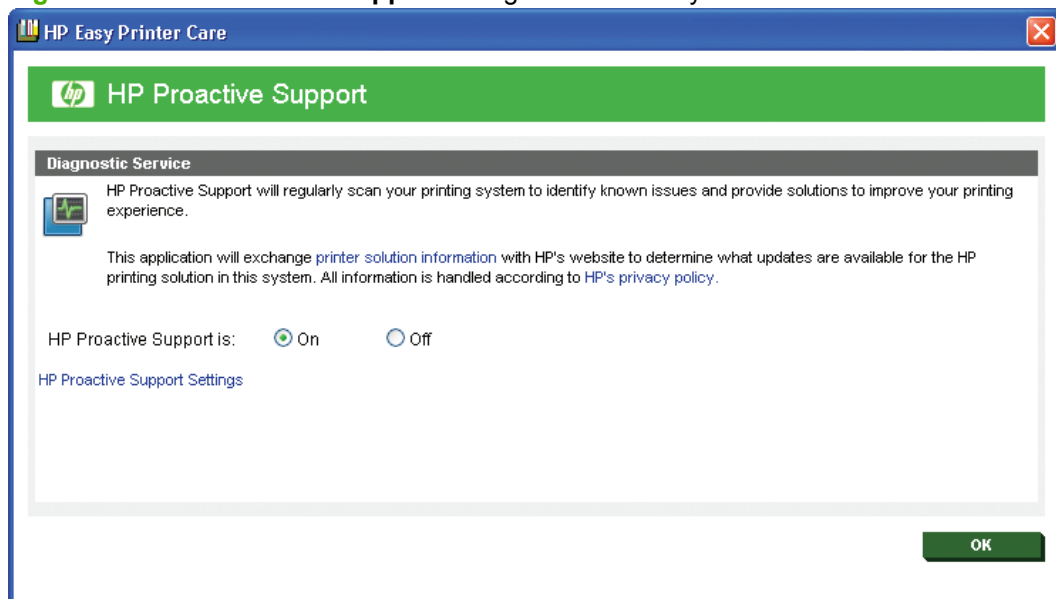 HP Easy Printer Care
hp HP Proactive Support
Diagnostic Service
HP Proactive Support will regularly scan your printing system to identify known issues and provide solutions to improve your printing
experience.
This application will exchange printer solution information with HP's website to determine what updates are available for the HP
printing solution in this system. All information is handled according to HP's privacy policy.
HP Proactive Support is: On Off
HP Proactive Support Settings
OK